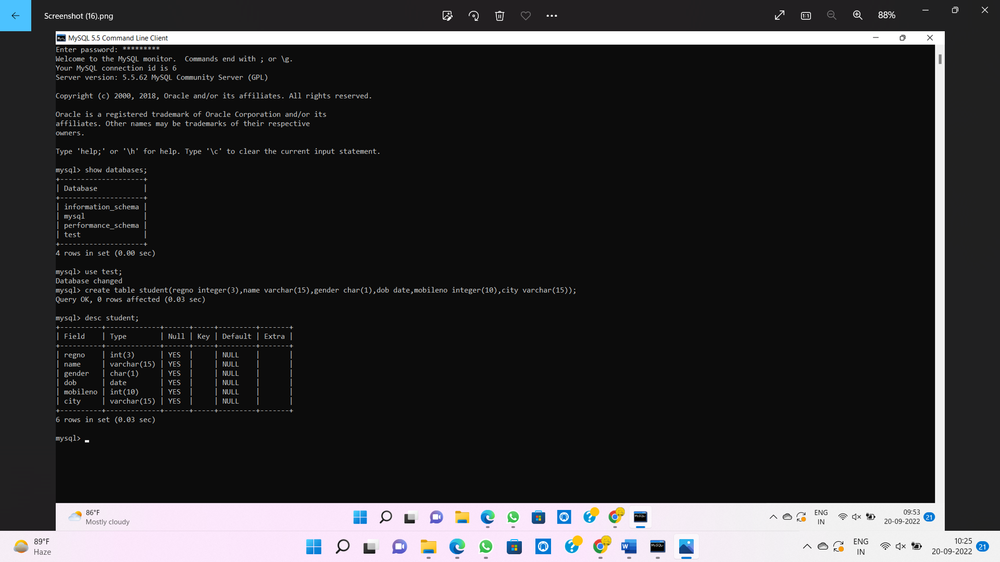 Screenshot (16).png
88%
MySQL 5.5 Command Line Client
Enter password: *********
Welcome to the MySQL monitor.  Commands end with ; or \g.
Your MySQL connection id is 6
Server version: 5.5.62 MySQL Community Server (GPL)
Copyright (c) 2000, 2018, Oracle and/or its affiliates. All rights reserved.
Oracle is a registered trademark of Oracle Corporation and/or its
affiliates. Other names may be trademarks of their respective
owners.
Type 'help;' or '\h' for help. Type '\c' to clear the current input statement.
mysql> show databases;
+--------------------+
| Database           |
+--------------------+
| information_schema |
| mysql              |
| performance_schema |
| test               |
+--------------------+
4 rows in set (0.00 sec)
mysql> use test;
Database changed
mysql> create table student(regno integer(3),name varchar(15),gender char(1),dob date,mobileno integer(10),city varchar(15));
Query OK, 0 rows affected (0.03 sec)
mysql> desc student;
+----------+-------------+------+-----+---------+-------+
| Field    | Type        | Null | Key | Default | Extra |
+----------+-------------+------+-----+---------+-------+
| regno    | int(3)      | YES  |     | NULL    |       |
| name     | varchar(15) | YES  |     | NULL    |       |
| gender   | char(1)     | YES  |     | NULL    |       |
| dob      | date        | YES  |     | NULL    |       |
| mobileno | int(10)     | YES  |     | NULL    |       |
| city     | varchar(15) | YES  |     | NULL    |       |
+----------+-------------+------+-----+---------+-------+
6 rows in set (0.03 sec)
mysql> _
86°F
Mostly cloudy
ENG
IN
09:53
20-09-2022
21
89°F
Haze
ENG
IN
10:25
20-09-2022
21